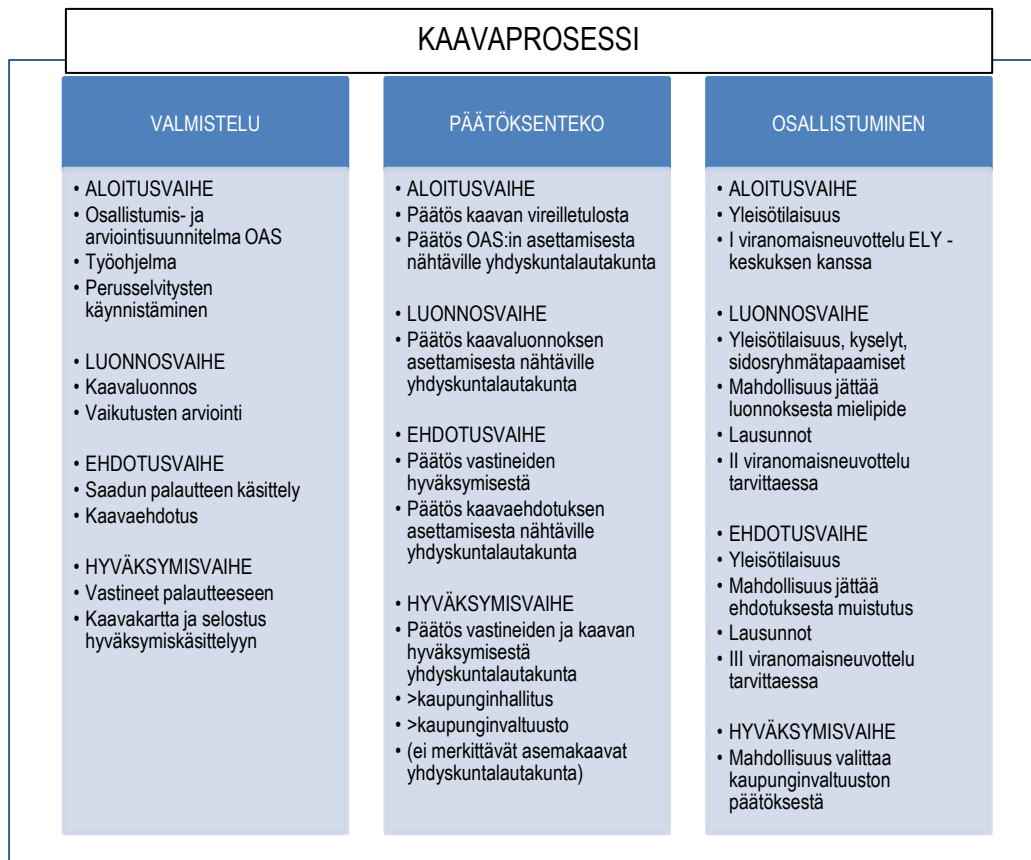 KAAVAPROSESSI
VALMISTELU
• ALOITUSVAIHE
• Osallistumis- ja
arviointisuunnitelma OAS
• Työohjelma
• Perusselvitysten
käynnistäminen
• LUONNOSVAIHE
• Kaavaluonnos
• Vaikutusten arviointi
• EHDOTUSVAIHE
• Saadun palautteen käsittely
• Kaavaehdotus
• HYVÄKSYMISVAIHE
• Vastineet palautteeseen
• Kaavakartta ja selostus
hyväksymiskäsittelyyn
PÄÄTÖKSENTEKO
• ALOITUSVAIHE
• Päätös kaavan vireilletulosta
• Päätös OAS:in asettamisesta
nähtäville yhdyskuntalautakunta
• LUONNOSVAIHE
• Päätös kaavaluonnoksen
asettamisesta nähtäville
yhdyskuntalautakunta
• EHDOTUSVAIHE
• Päätös vastineiden
hyväksymisestä
• Päätös kaavaehdotuksen
asettamisesta nähtäville
yhdyskuntalautakunta
• HYVÄKSYMISVAIHE
• Päätös vastineiden ja kaavan
hyväksymisestä
yhdyskuntalautakunta
• >kaupunginhallitus
• >kaupunginvaltuusto
• (ei merkittävät asemakaavat
yhdyskuntalautakunta)
OSALLISTUMINEN
• ALOITUSVAIHE
• Yleisötilaisuus
• I viranomaisneuvottelu ELY -
keskuksen kanssa
• LUONNOSVAIHE
• Yleisötilaisuus, kyselyt,
sidosryhmätapaamiset
• Mahdollisuus jättää
luonnoksesta mielipide
• Lausunnot
• II viranomaisneuvottelu
tarvittaessa
• EHDOTUSVAIHE
• Yleisötilaisuus
• Mahdollisuus jättää
ehdotuksesta muistutus
• Lausunnot
• III viranomaisneuvottelu
tarvittaessa
• HYVÄKSYMISVAIHE
• Mahdollisuus valittaa
kaupunginvaltuuston
päätöksestä